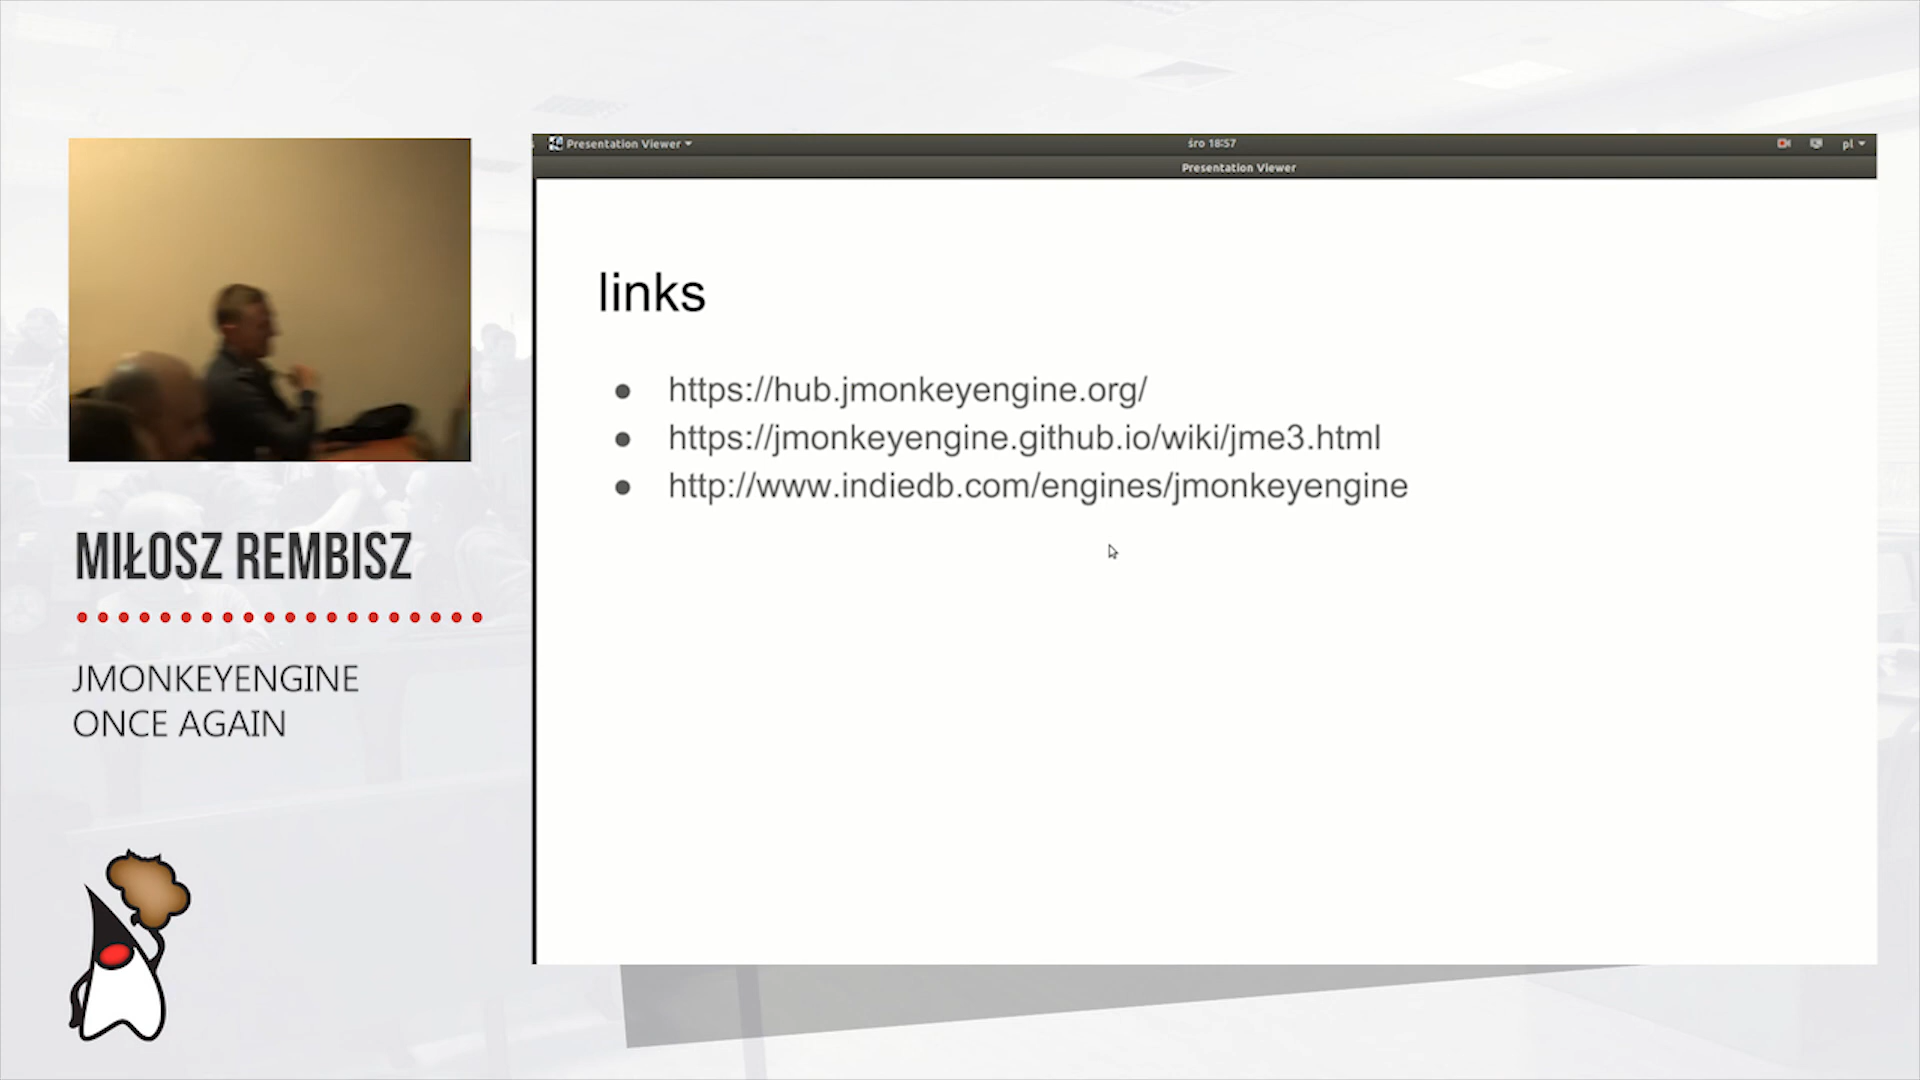 Presentation Viewer
śro 18:57
pl
Presentation Viewer
links
https://hub.jmonkeyengine.org/
https://jmonkeyengine.github.io/wiki/jme3.html
http://www.indiedb.com/engines/jmonkeyengine
MIŁOSZ REMBISZ
JMONKEYENGINE
ONCE AGAIN